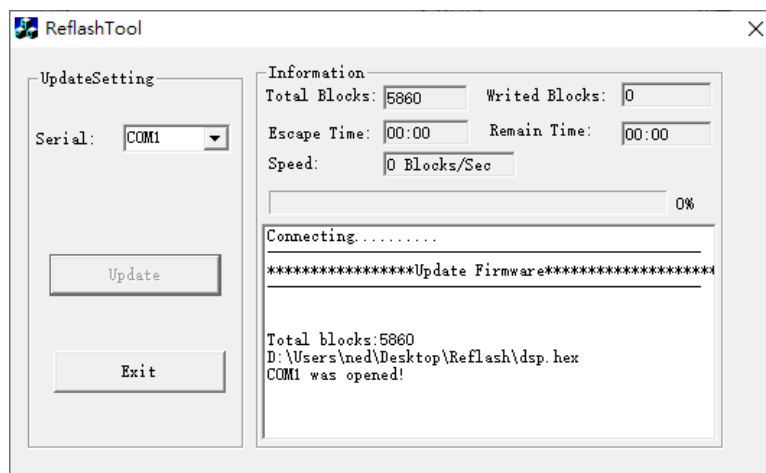 ReflashTool
UpdateSetting
Serial: COM1
Update
Exit
Information
Total Blocks: 5860 Writed Blocks: 0
Escape Time: 00:00 Remain Time: 00:00
Speed: 0 Blocks/Sec
0%
Connecting..........
*****************Update Firmware********************
Total blocks:5860
D:\Users\ned\Desktop\Reflash\dsp.hex
COM1 was opened!